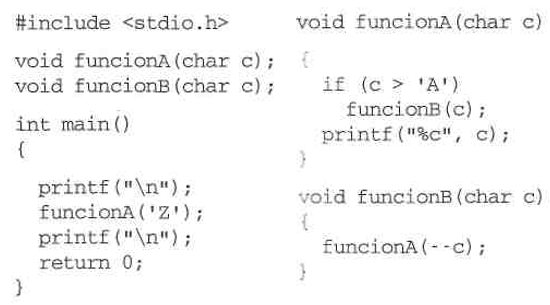 #include <stdio.h>
void funcionA(char c);
void funcionB(char c);
int main()
{
printf("\n");
funcionA('Z');
printf("\n");
return 0;
}
void funcionA(char c)
{
if (c > 'A')
funcionB(c);
printf("%c", c);
}
void funcionB(char c)
{
funcionA(--c);
}